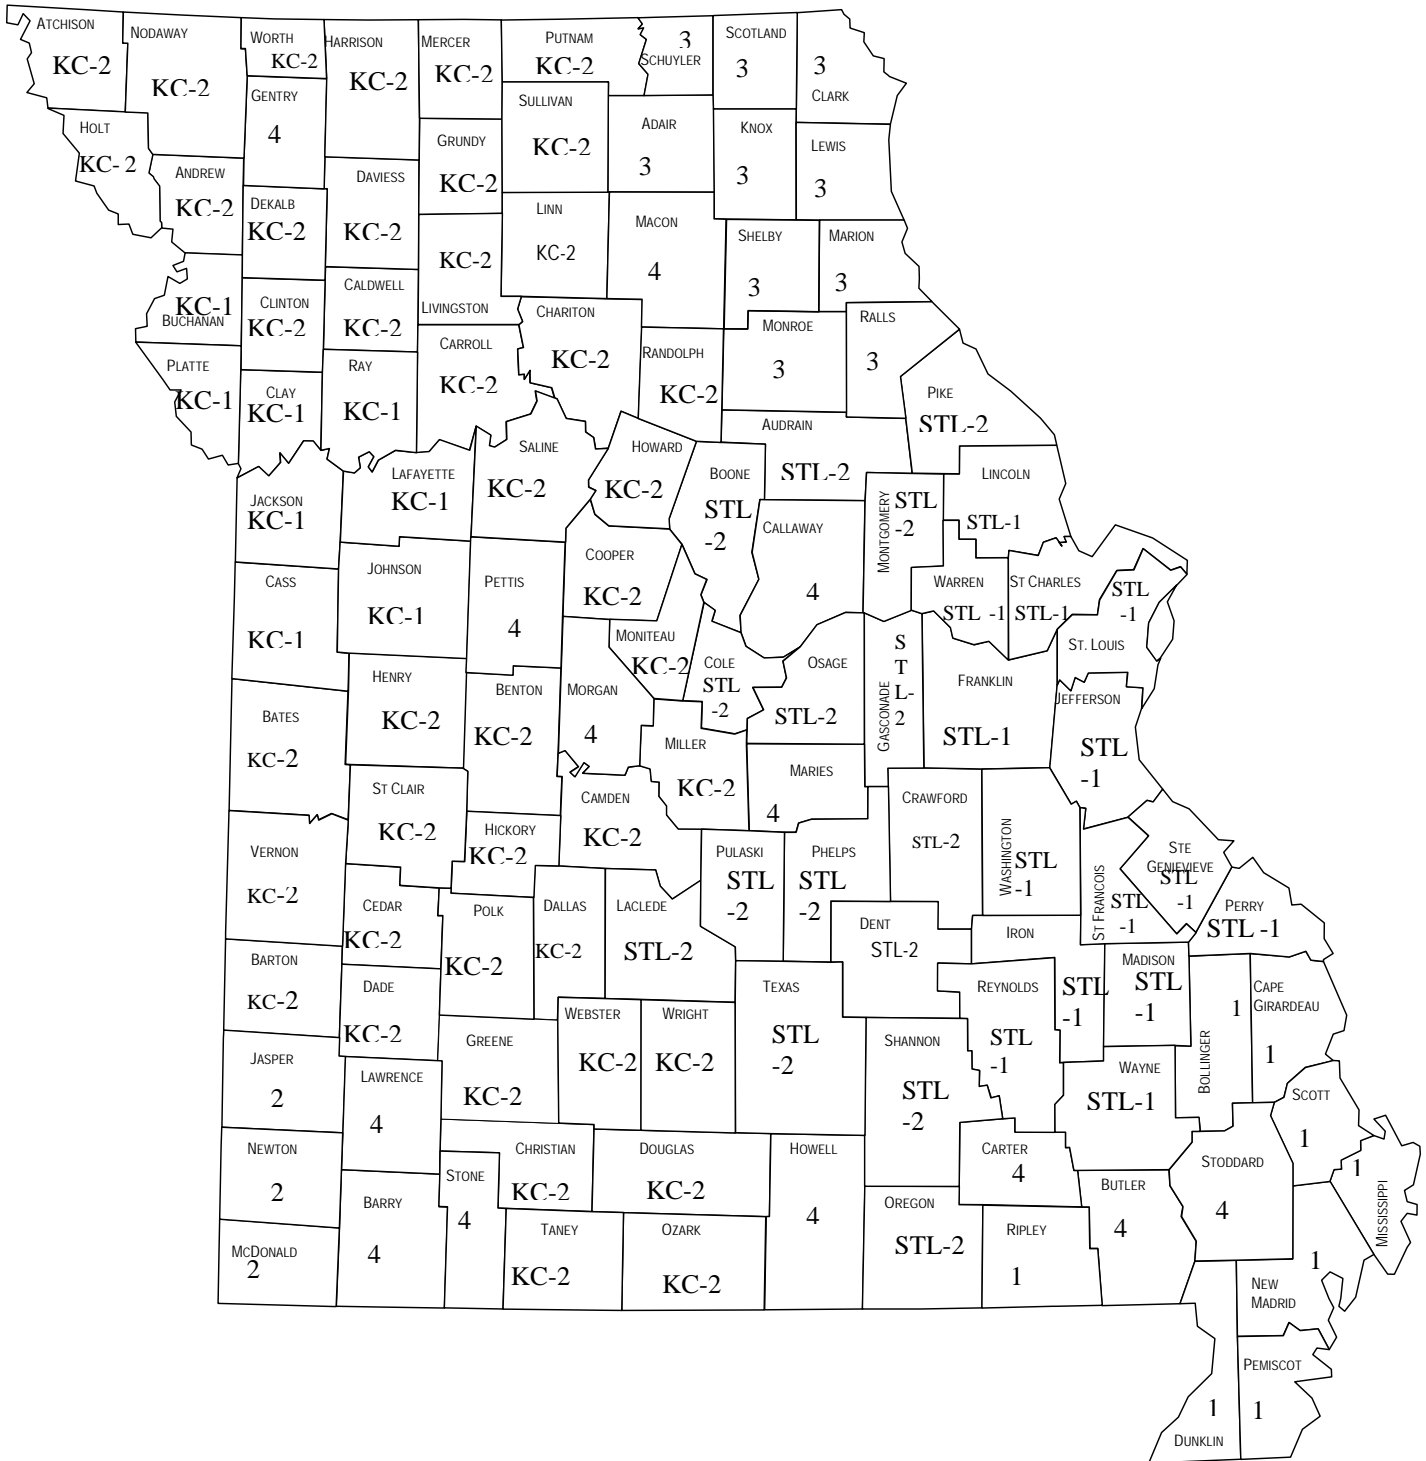 ATCHISON
KC-2
NODAWAY
KC-2
WORTH
KC-2
HARRISON
KC-2
MERCER
KC-2
PUTNAM
KC-2
3
SCHUYLER
SCOTLAND
3
3
CLARK
HOLT
KC-2
GENTRY
4
SULLIVAN
KC-2
ADAIR
3
KNOX
3
LEWIS
3
ANDREW
KC-2
DEKALB
KC-2
DAVIESS
KC-2
GRUNDY
KC-2
LINN
KC-2
MACON
4
SHELBY
3
MARION
3
KC-1
BUCHANAN
CLINTON
KC-2
CALDWELL
KC-2
KC-2
LIVINGSTON
CHARITON
KC-2
RANDOLPH
KC-2
MONROE
3
RALLS
3
PLATTE
KC-1
CLAY
KC-1
RAY
KC-1
CARROLL
KC-2
PIKE
STL-2
AUDRAIN
STL-2
JACKSON
KC-1
LAFAYETTE
KC-1
SALINE
KC-2
HOWARD
KC-2
BOONE
STL
-2
CALLAWAY
4
MONTGOMERY
STL
-2
LINCOLN
STL-1
CASS
KC-1
JOHNSON
KC-1
PETTIS
4
COOPER
KC-2
MONITEAU
KC-2
COLE
STL
-2
OSAGE
STL-2
GASCONADE
S
T
L-
2
WARREN
STL -1
ST CHARLES
STL-1
STL
-1
ST. LOUIS
FRANKLIN
STL-1
JEFFERSON
STL
-1
BATES
KC-2
HENRY
KC-2
BENTON
KC-2
MORGAN
4
MILLER
KC-2
MARIES
4
ST CLAIR
KC-2
HICKORY
KC-2
CAMDEN
KC-2
PULASKI
STL
-2
PHELPS
STL
-2
CRAWFORD
STL-2
WASHINGTON
STL
-1
ST FRANCOIS
STL
-1
STE
GENIEVIEVE
STL
-1
PERRY
STL -1
VERNON
KC-2
CEDAR
KC-2
POLK
KC-2
DALLAS
KC-2
LACLEDE
STL-2
DENT
STL-2
IRON
STL
-1
MADISON
STL
-1
BARTON
KC-2
DADE
KC-2
GREENE
KC-2
WEBSTER
KC-2
WRIGHT
KC-2
TEXAS
STL
-2
SHANNON
STL
-2
REYNOLDS
STL
-1
WAYNE
STL-1
BOLLINGER
1
CAPE
GIRARDEAU
1
JASPER
2
LAWRENCE
4
SCOTT
1
1
MISSISSIPPI
NEWTON
2
BARRY
4
STONE
4
CHRISTIAN
KC-2
DOUGLAS
KC-2
HOWELL
4
CARTER
4
BUTLER
4
STODDARD
4
MCDONALD
2
TANEY
KC-2
OZARK
KC-2
OREGON
STL-2
RIPLEY
1
1
NEW
MADRID
PEMISCOT
1
1
DUNKLIN